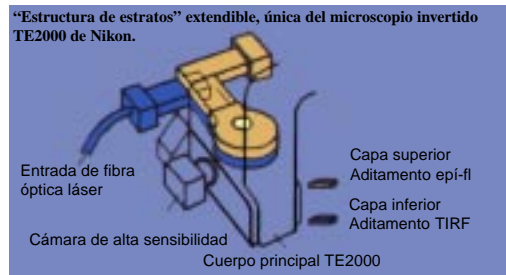 “Estructura de estratos” extendible, única del microscopio invertido
TE2000 de Nikon.
Entrada de fibra
óptica láser
Capa superior
Aditamento epí-fl
Capa inferior
Aditamento TIRF
Cámara de alta sensibilidad
Cuerpo principal TE2000